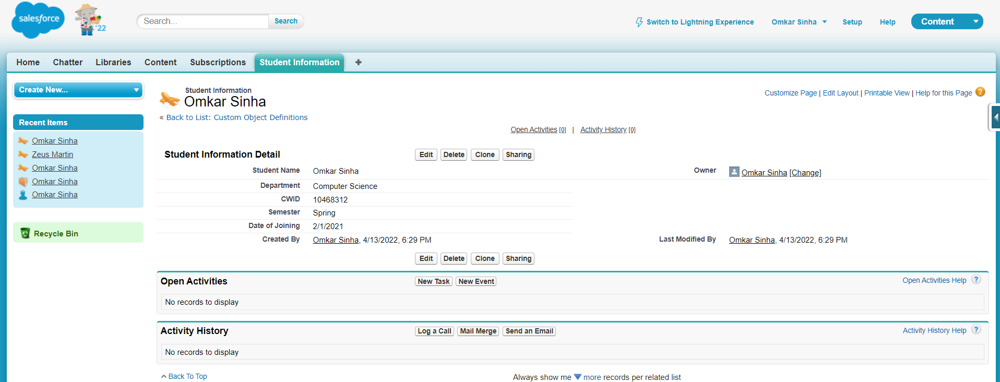 salesforce
'22
Search...
Search
Switch to Lightning Experience
Omkar Sinha
Setup
Help
Content
Home
Chatter
Libraries
Content
Subscriptions
Student Information
+
Create New...
Recent Items
Omkar Sinha
Zeus Martin
Omkar Sinha
Omkar Sinha
Omkar Sinha
Recycle Bin
Student Information
Omkar Sinha
« Back to List: Custom Object Definitions
Customize Page | Edit Layout | Printable View | Help for this Page ?
Open Activities [0] | Activity History [0]
Student Information Detail
Edit Delete Clone Sharing
Student Name Omkar Sinha
Owner Omkar Sinha [Change]
Department Computer Science
CWID 10468312
Semester Spring
Date of Joining 2/1/2021
Created By Omkar Sinha, 4/13/2022, 6:29 PM
Last Modified By Omkar Sinha, 4/13/2022, 6:29 PM
Edit Delete Clone Sharing
Open Activities
New Task New Event
Open Activities Help ?
No records to display
Activity History
Log a Call Mail Merge Send an Email
Activity History Help ?
No records to display
Back To Top
Always show me more records per related list